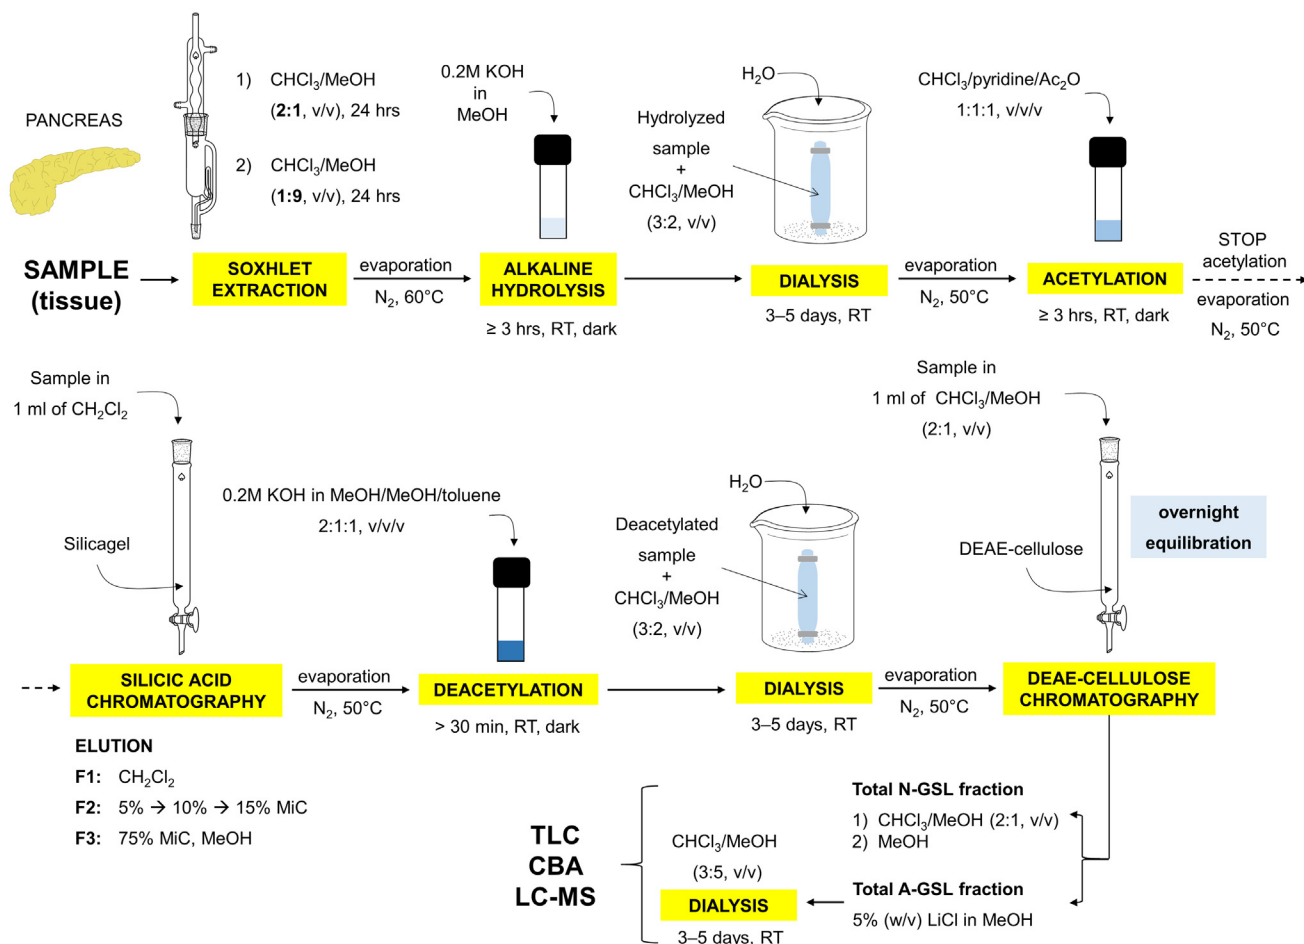 PANCREAS
1) CHCl₃/MeOH
(2:1, v/v), 24 hrs
2) CHCl₃/MeOH
(1:9, v/v), 24 hrs
0.2M KOH
in
MeOH
Hydrolyzed
sample
+
CHCl₃/MeOH
(3:2, v/v)
H₂O
CHCl₃/pyridine/Ac₂O
1:1:1, v/v/v
SAMPLE
(tissue)
SOXHLET
EXTRACTION
evaporation
N₂, 60°C
ALKALINE
HYDROLYSIS
≥ 3 hrs, RT, dark
DIALYSIS
3–5 days, RT
evaporation
N₂, 50°C
ACETYLATION
≥ 3 hrs, RT, dark
STOP
acetylation
evaporation
N₂, 50°C
Sample in
1 ml of CH₂Cl₂
Silicagel
0.2M KOH in MeOH/MeOH/toluene
2:1:1, v/v/v
H₂O
Deacetylated
sample
+
CHCl₃/MeOH
(3:2, v/v)
Sample in
1 ml of CHCl₃/MeOH
(2:1, v/v)
DEAE-cellulose
overnight
equilibration
SILICIC ACID
CHROMATOGRAPHY
evaporation
N₂, 50°C
DEACETYLATION
> 30 min, RT, dark
DIALYSIS
3–5 days, RT
evaporation
N₂, 50°C
DEAE-CELLULOSE
CHROMATOGRAPHY
ELUTION
F1: CH₂Cl₂
F2: 5% → 10% → 15% MiC
F3: 75% MiC, MeOH
Total N-GSL fraction
1) CHCl₃/MeOH (2:1, v/v)
2) MeOH
Total A-GSL fraction
5% (w/v) LiCl in MeOH
CHCl₃/MeOH
(3:5, v/v)
DIALYSIS
3–5 days, RT
TLC
CBA
LC-MS